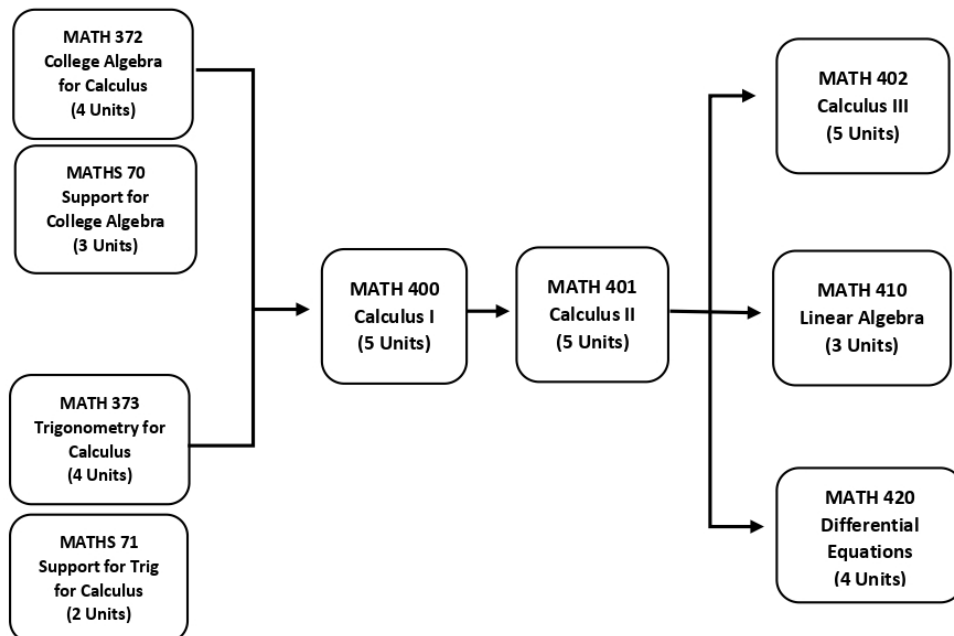 MATH 372
College Algebra
for Calculus
(4 Units)
MATHS 70
Support for
College Algebra
(3 Units)
MATH 373
Trigonometry for
Calculus
(4 Units)
MATHS 71
Support for Trig
for Calculus
(2 Units)
MATH 400
Calculus I
(5 Units)
MATH 401
Calculus II
(5 Units)
MATH 402
Calculus III
(5 Units)
MATH 410
Linear Algebra
(3 Units)
MATH 420
Differential
Equations
(4 Units)